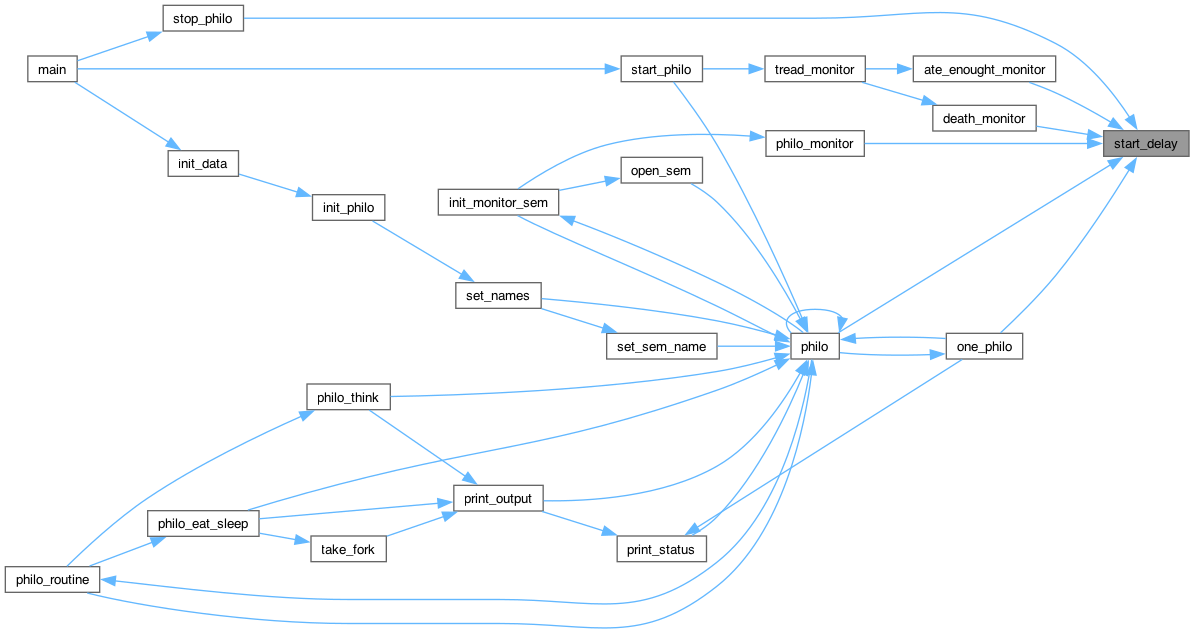 stop_philo
main
start_philo
tread_monitor
ate_enought_monitor
death_monitor
start_delay
philo_monitor
init_data
open_sem
init_philo
init_monitor_sem
set_names
set_sem_name
philo
one_philo
philo_think
print_output
philo_eat_sleep
take_fork
print_status
philo_routine